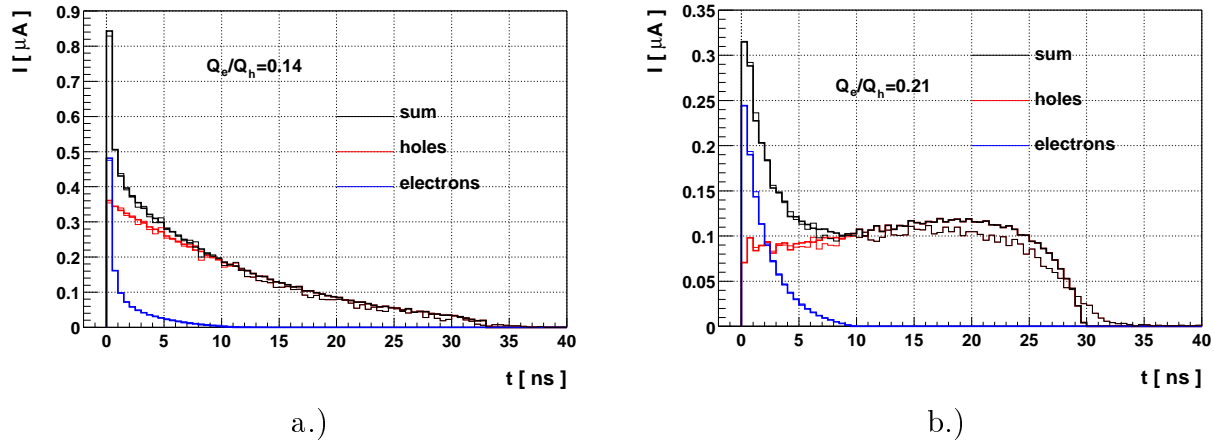 I [ μA ]
0.9
0.8
0.7
0.6
0.5
0.4
0.3
0.2
0.1
0
Qe/Qh=0.14
sum
holes
electrons
0 5 10 15 20 25 30 35 40
t [ ns ]
a.)
I [ μA ]
0.35
0.3
0.25
0.2
0.15
0.1
0.05
0
Qe/Qh=0.21
sum
holes
electrons
0 5 10 15 20 25 30 35 40
t [ ns ]
b.)